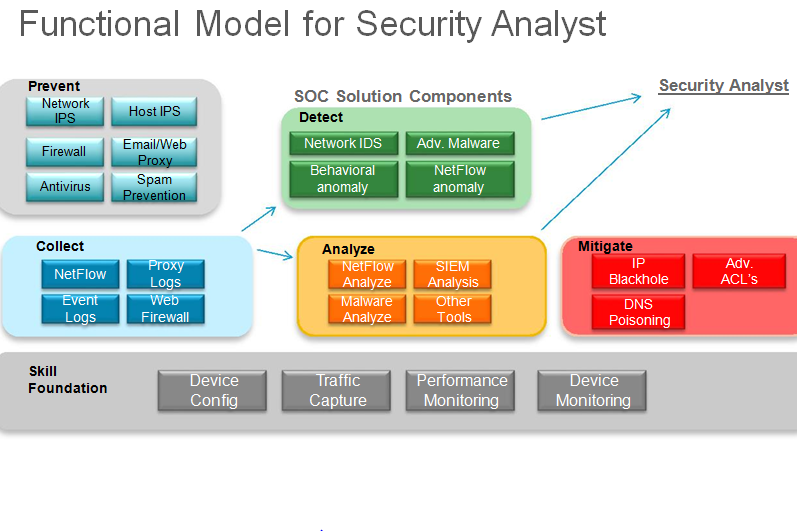 Functional Model for Security Analyst
Prevent
Network
IPS
Host IPS
Firewall
Email/Web
Proxy
Antivirus
Spam
Prevention
SOC Solution Components
Detect
Network IDS
Adv. Malware
Behavioral
anomaly
NetFlow
anomaly
Security Analyst
Collect
NetFlow
Proxy
Logs
Event
Logs
Web
Firewall
Analyze
NetFlow
Analyze
SIEM
Analysis
Malware
Analyze
Other
Tools
Mitigate
IP
Blackhole
Adv.
ACL's
DNS
Poisoning
Skill
Foundation
Device
Config
Traffic
Capture
Performance
Monitoring
Device
Monitoring